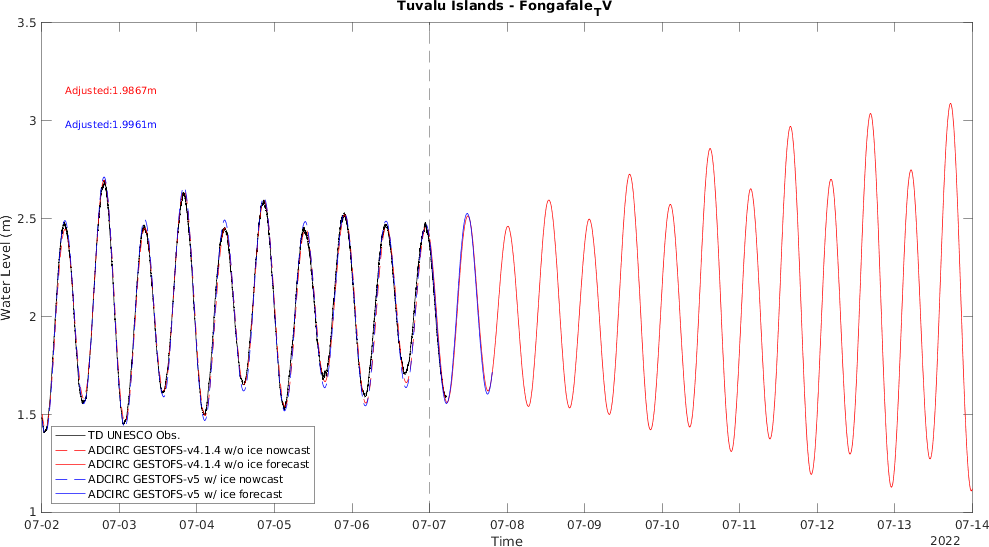 Tuvalu Islands - Fongafale_TV
3.5
Adjusted:1.9867m
3
Adjusted:1.9961m
2.5
Water Level (m)
2
1.5
TD UNESCO Obs.
ADCIRC GESTOFS-v4.1.4 w/o ice nowcast
ADCIRC GESTOFS-v4.1.4 w/o ice forecast
ADCIRC GESTOFS-v5 w/ ice nowcast
ADCIRC GESTOFS-v5 w/ ice forecast
1
07-02 07-03 07-04 07-05 07-06 07-07 07-08 07-09 07-10 07-11 07-12 07-13 07-14
Time
2022